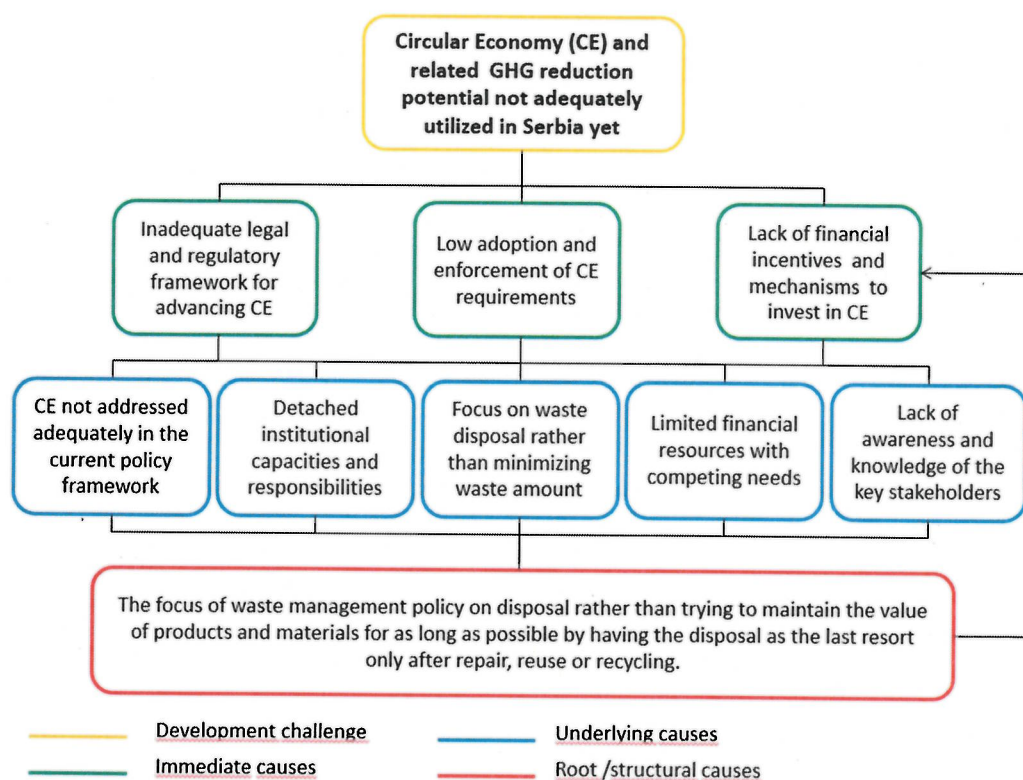 Circular Economy (CE) and
related GHG reduction
potential not adequately
utilized in Serbia yet
Inadequate legal
and regulatory
framework for
advancing CE
Low adoption and
enforcement of CE
requirements
Lack of financial
incentives and
mechanisms to
invest in CE
CE not addressed
adequately in the
current policy
framework
Detached
institutional
capacities and
responsibilities
Focus on waste
disposal rather
than minimizing
waste amount
Limited financial
resources with
competing needs
Lack of
awareness and
knowledge of the
key stakeholders
The focus of waste management policy on disposal rather than trying to maintain the value
of products and materials for as long as possible by having the disposal as the last resort
only after repair, reuse or recycling.
Development challenge
Underlying causes
Immediate causes
Root /structural causes